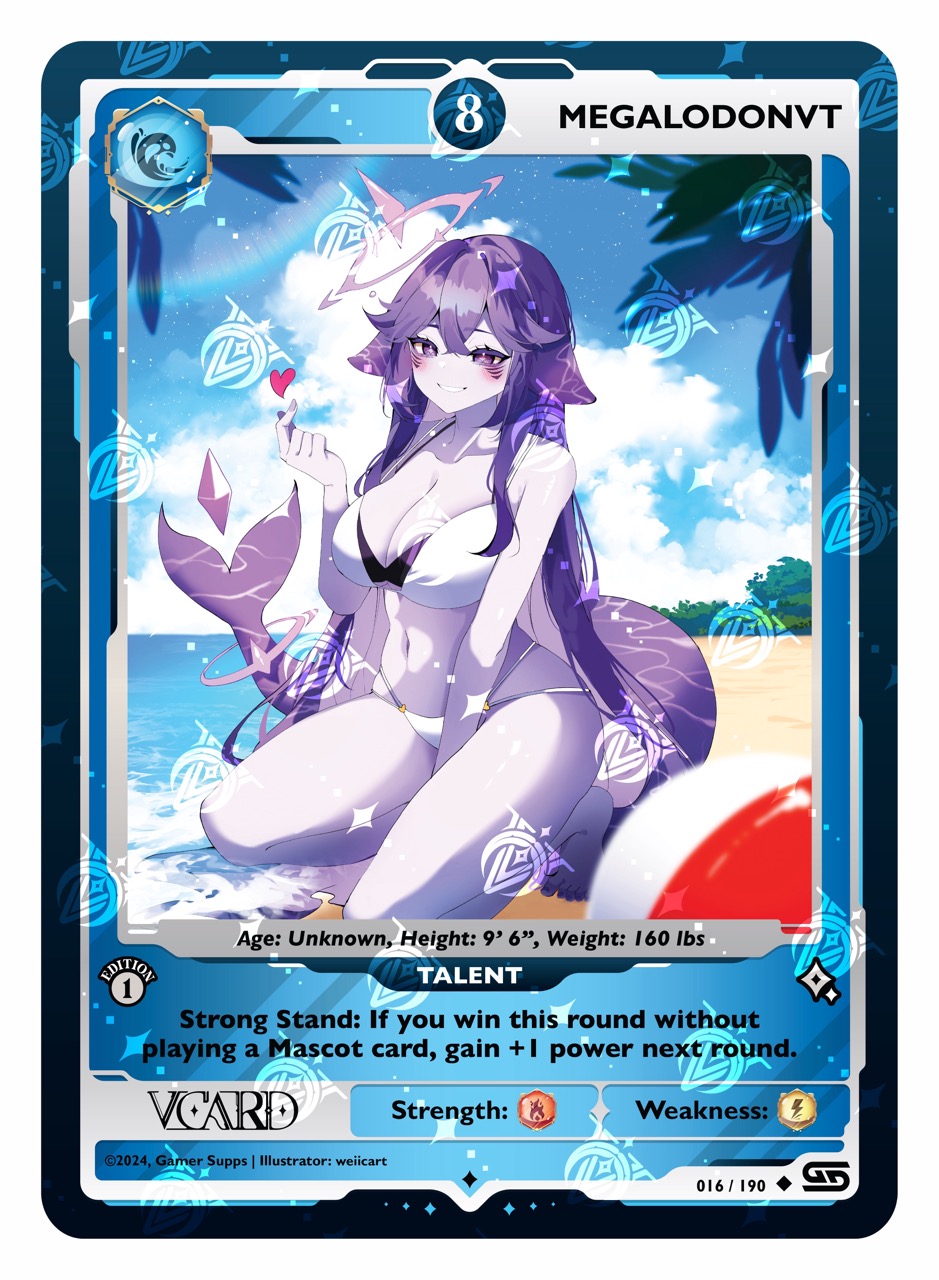 8
MEGALODONVT
Age: Unknown, Height: 9’ 6”, Weight: 160 lbs
EDITION
1
TALENT
Strong Stand: If you win this round without
playing a Mascot card, gain +1 power next round.
VCARD
Strength:
Weakness:
©2024, Gamer Supps | Illustrator: weiicart
016 / 190
GS